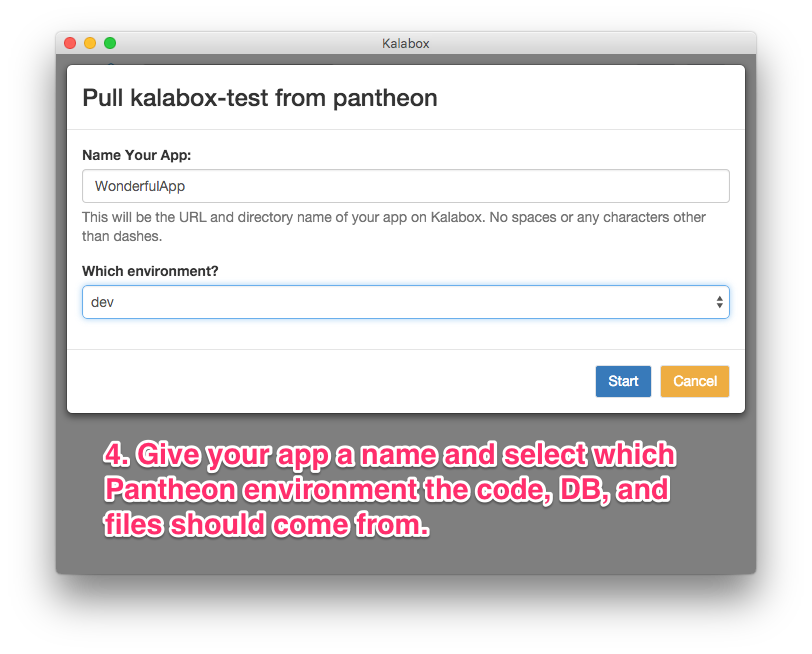 Kalabox
Pull kalabox-test from pantheon
Name Your App:
WonderfulApp
This will be the URL and directory name of your app on Kalabox. No spaces or any characters other
than dashes.
Which environment?
dev
Start Cancel
4. Give your app a name and select which
Pantheon environment the code, DB, and
files should come from.